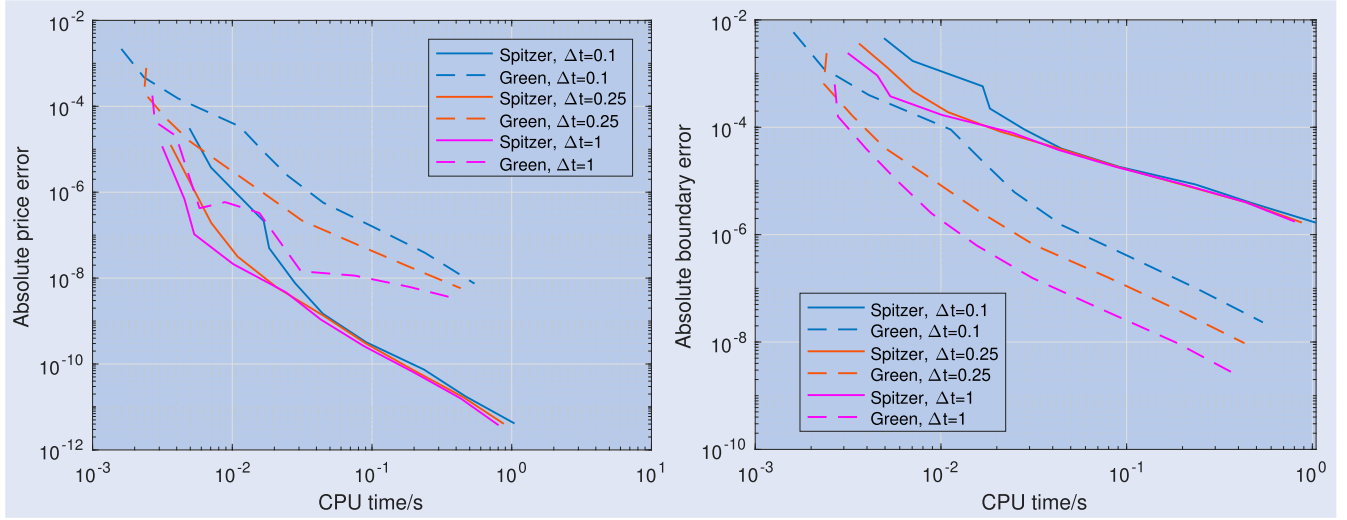 10^-2
10^-4
10^-6
10^-8
10^-10
10^-12
Absolute price error
10^-3
10^-2
10^-1
10^0
10^1
CPU time/s
Spitzer, Δt=0.1
Green, Δt=0.1
Spitzer, Δt=0.25
Green, Δt=0.25
Spitzer, Δt=1
Green, Δt=1
10^-2
10^-4
10^-6
10^-8
10^-10
Absolute boundary error
10^-3
10^-2
10^-1
10^0
CPU time/s
Spitzer, Δt=0.1
Green, Δt=0.1
Spitzer, Δt=0.25
Green, Δt=0.25
Spitzer, Δt=1
Green, Δt=1